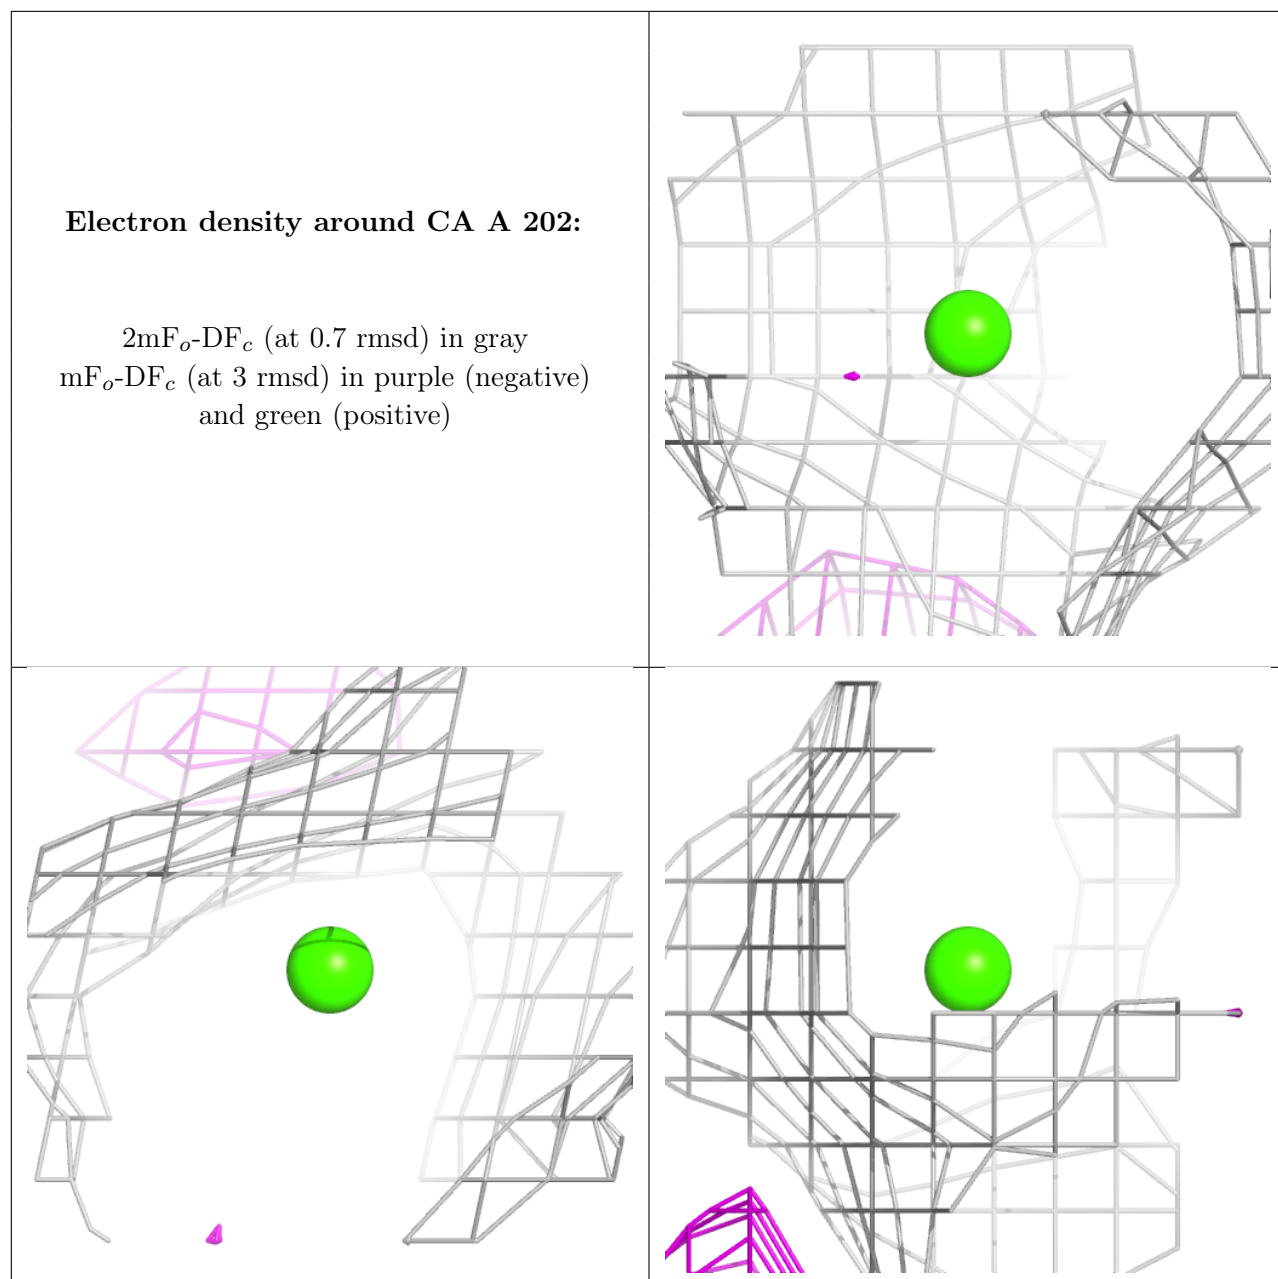 Electron density around CA A 202:
2mFo-DFc (at 0.7 rmsd) in gray
mFo-DFc (at 3 rmsd) in purple (negative)
and green (positive)